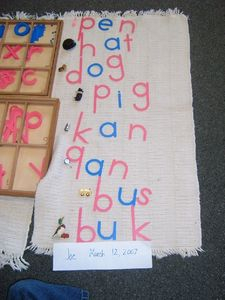 pen
hat
dog
pig
kan
qan
bus
buk
Joe March 12, 2007